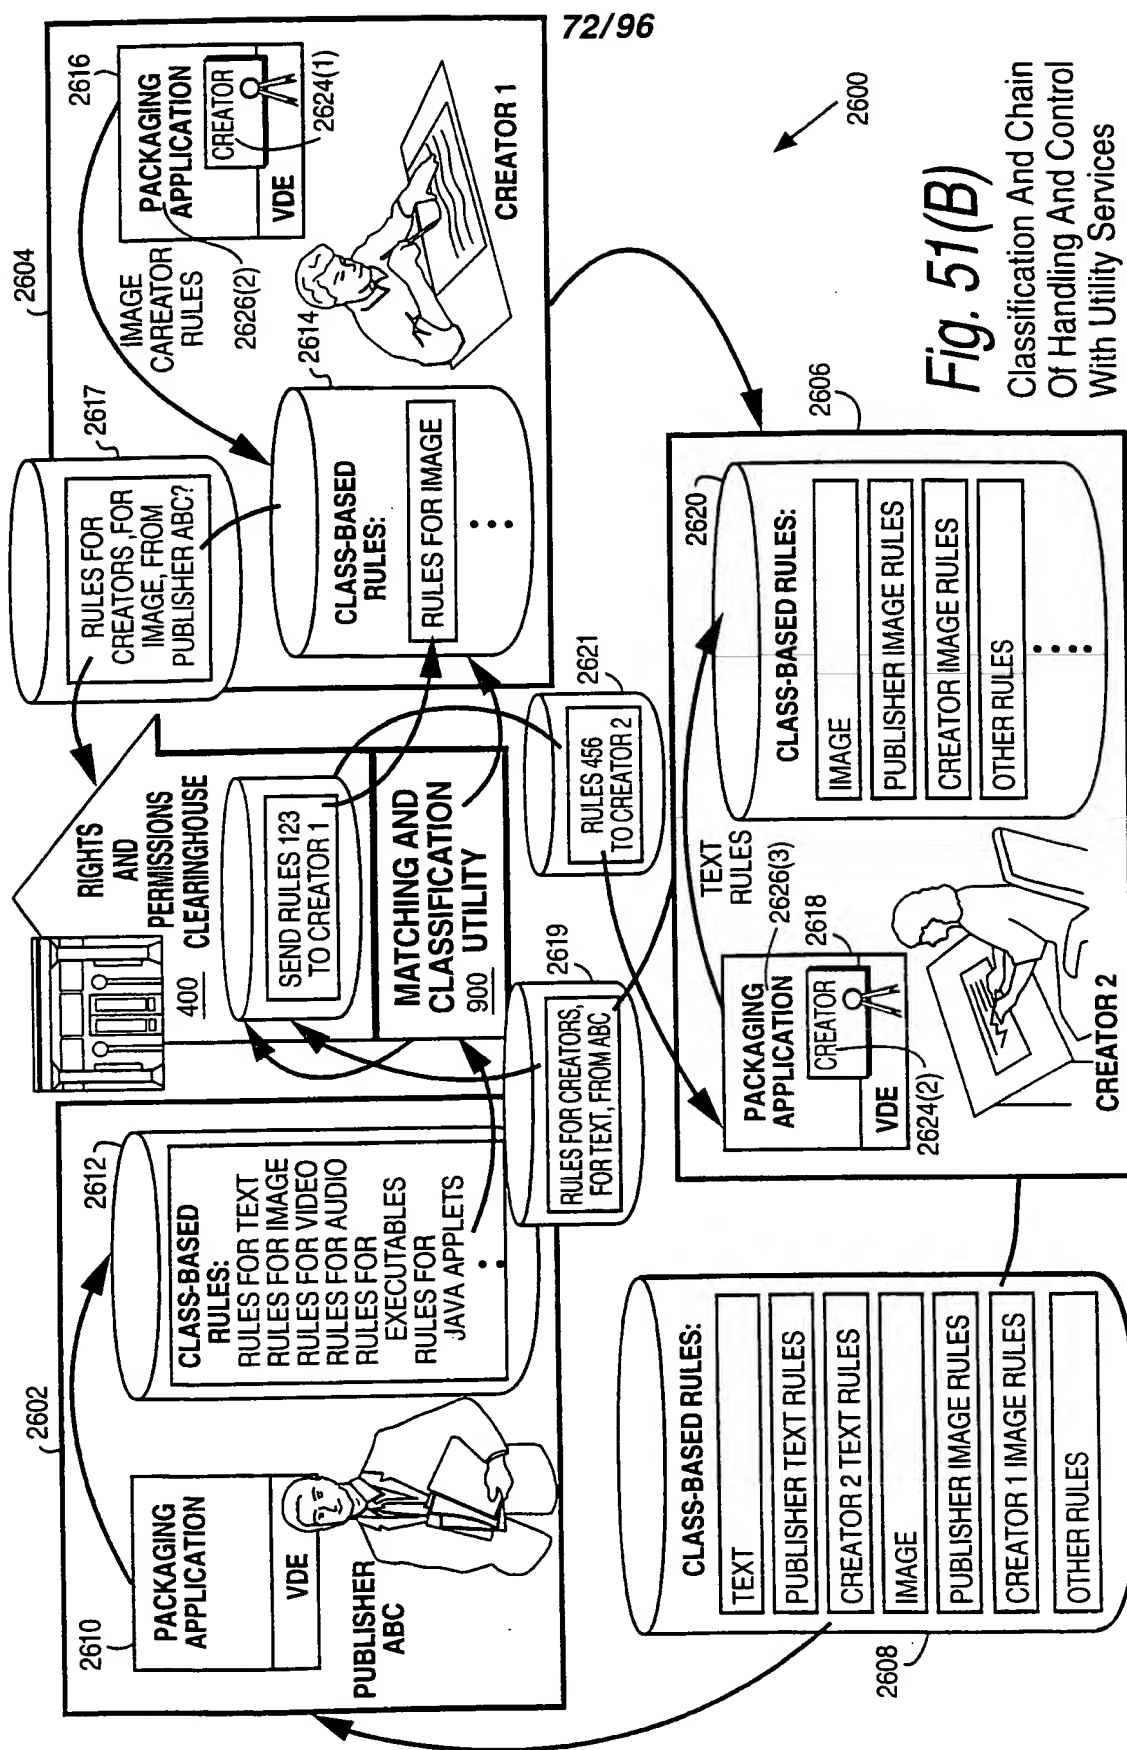 72/96
2602
2610
PACKAGING
APPLICATION
VDE
PUBLISHER
ABC
2612
CLASS-BASED
RULES:
RULES FOR TEXT
RULES FOR IMAGE
RULES FOR VIDEO
RULES FOR AUDIO
RULES FOR
EXECUTABLES
RULES FOR
JAVA APPLETS
RIGHTS
AND
PERMISSIONS
CLEARINGHOUSE
400
SEND RULES 123
TO CREATOR 1
MATCHING AND
CLASSIFICATION
900 UTILITY
2617
RULES FOR
CREATORS ,FOR
IMAGE, FROM
PUBLISHER ABC?
2604
IMAGE
CAREATOR
RULES
2626(2)
2616
PACKAGING
APPLICATION
CREATOR
2624(1)
VDE
2614
CLASS-BASED
RULES:
RULES FOR IMAGE
CREATOR 1
2619
RULES FOR CREATORS,
FOR TEXT, FROM ABC
2621
RULES 456
TO CREATOR 2
2608
CLASS-BASED RULES:
TEXT
PUBLISHER TEXT RULES
CREATOR 2 TEXT RULES
IMAGE
PUBLISHER IMAGE RULES
CREATOR 1 IMAGE RULES
OTHER RULES
PACKAGING
APPLICATION
CREATOR
VDE
2624(2)
2618
2626(3)
TEXT
RULES
CREATOR 2
2620
2606
CLASS-BASED RULES:
IMAGE
PUBLISHER IMAGE RULES
CREATOR IMAGE RULES
OTHER RULES
2600
Fig. 51(B)
Classification And Chain
Of Handling And Control
With Utility Services